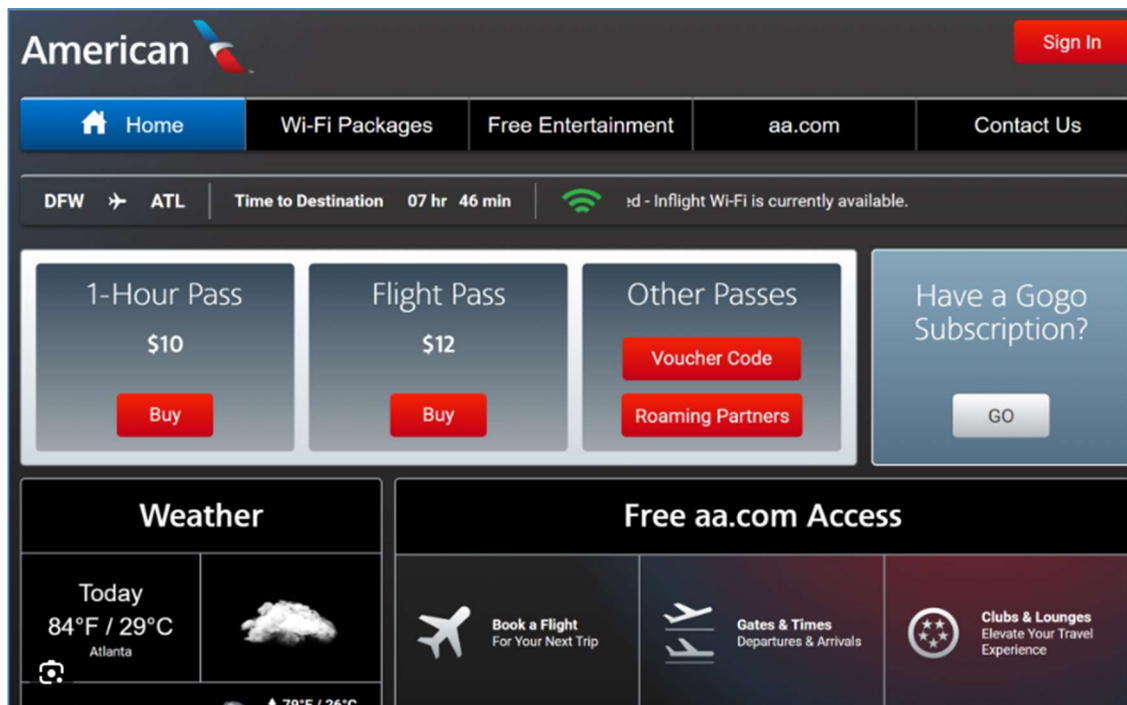 American
Sign In
Home
Wi-Fi Packages
Free Entertainment
aa.com
Contact Us
DFW ATL
Time to Destination 07 hr 46 min
ed - Inflight Wi-Fi is currently available.
1-Hour Pass
$10
Buy
Flight Pass
$12
Buy
Other Passes
Voucher Code
Roaming Partners
Have a Gogo
Subscription?
GO
Weather
Today
84°F / 29°C
Atlanta
79°F / 26°C
Free aa.com Access
Book a Flight
For Your Next Trip
Gates & Times
Departures & Arrivals
Clubs & Lounges
Elevate Your Travel
Experience